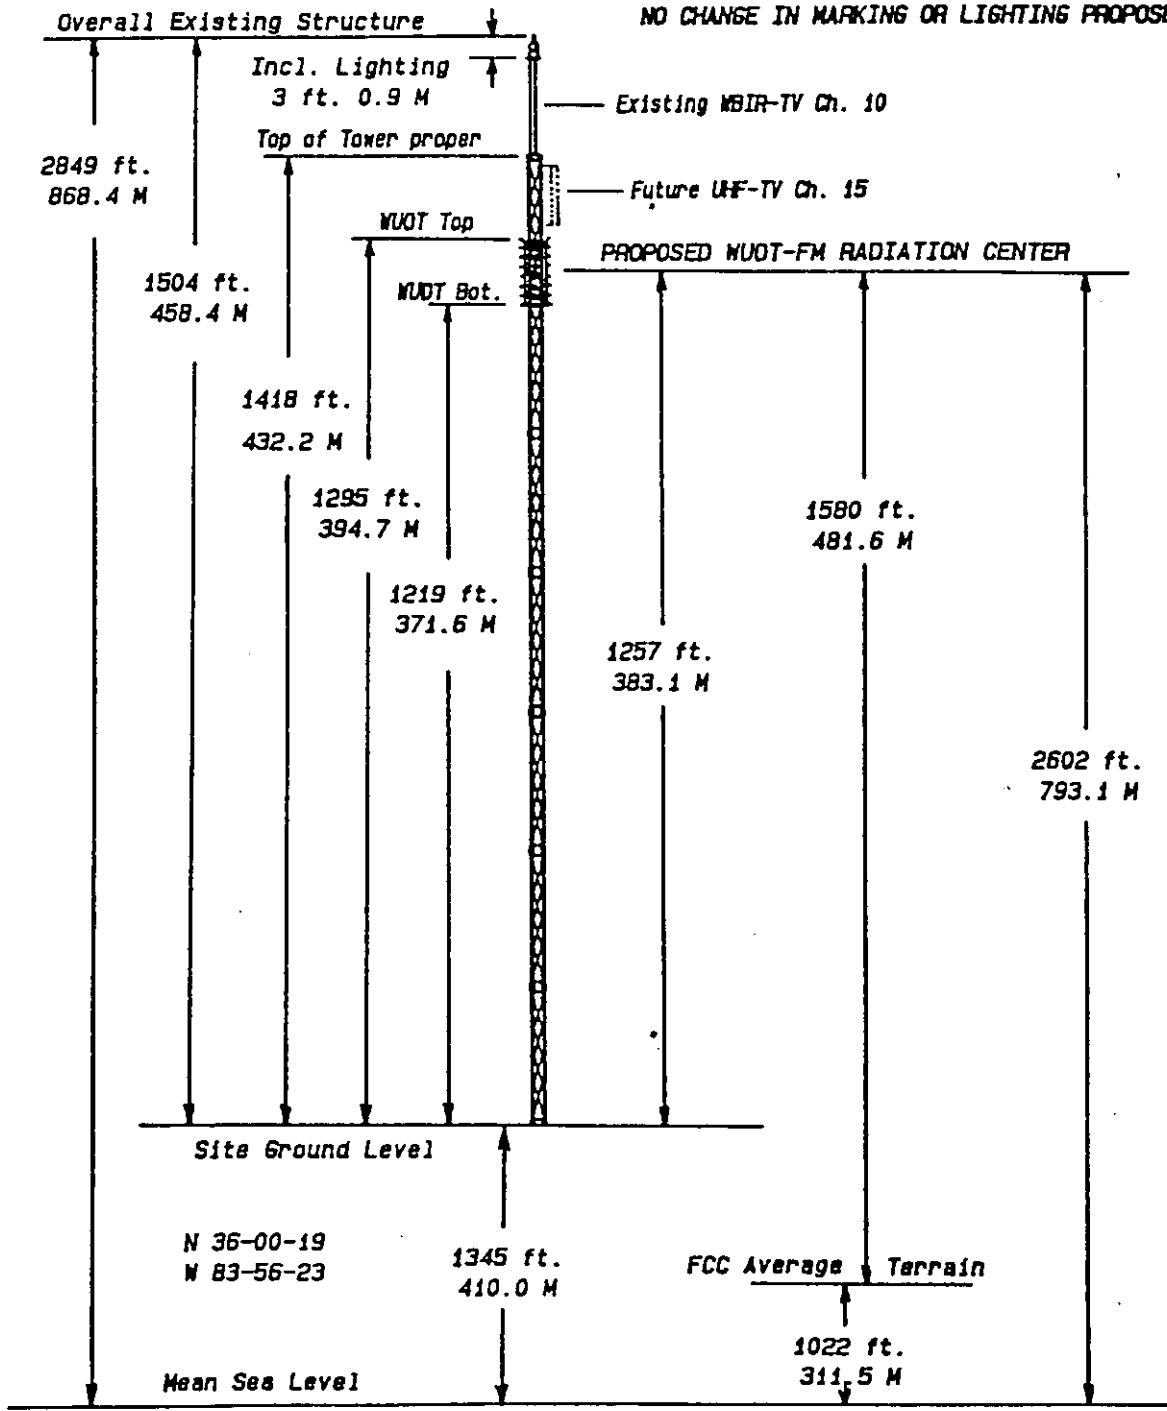 NO CHANGE IN MARKING OR LIGHTING PROPOSE
Overall Existing Structure
Incl. Lighting
3 ft. 0.9 M
Existing WBIR-TV Ch. 10
Top of Tower proper
2849 ft.
868.4 M
Future UHF-TV Ch. 15
WUOT Top
PROPOSED WUOT-FM RADIATION CENTER
1504 ft.
458.4 M
WUOT Bot.
1418 ft.
432.2 M
1295 ft.
394.7 M
1580 ft.
481.6 M
1219 ft.
371.6 M
1257 ft.
383.1 M
2602 ft.
793.1 M
Site Ground Level
N 36-00-19
W 83-56-23
1345 ft.
410.0 M
FCC Average Terrain
1022 ft.
311.5 M
Mean Sea Level